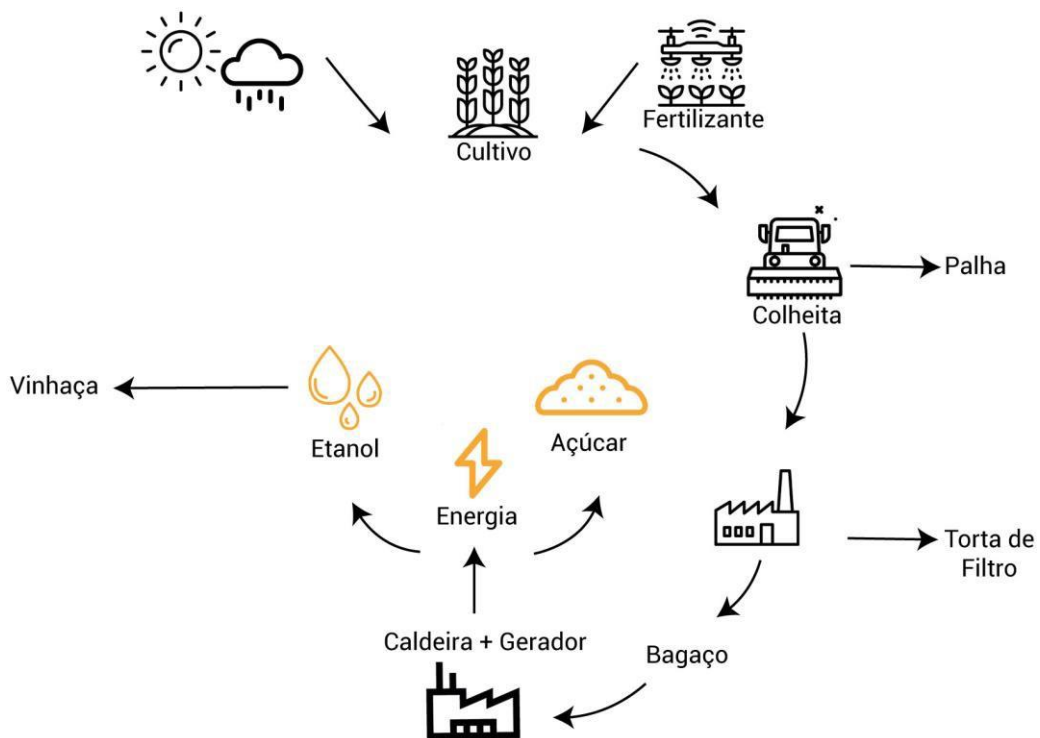 Fertilizante
Cultivo
Palha
Colheita
Vinhaça
Etanol
Açúcar
Energia
Torta de
Filtro
Caldeira + Gerador
Bagaço